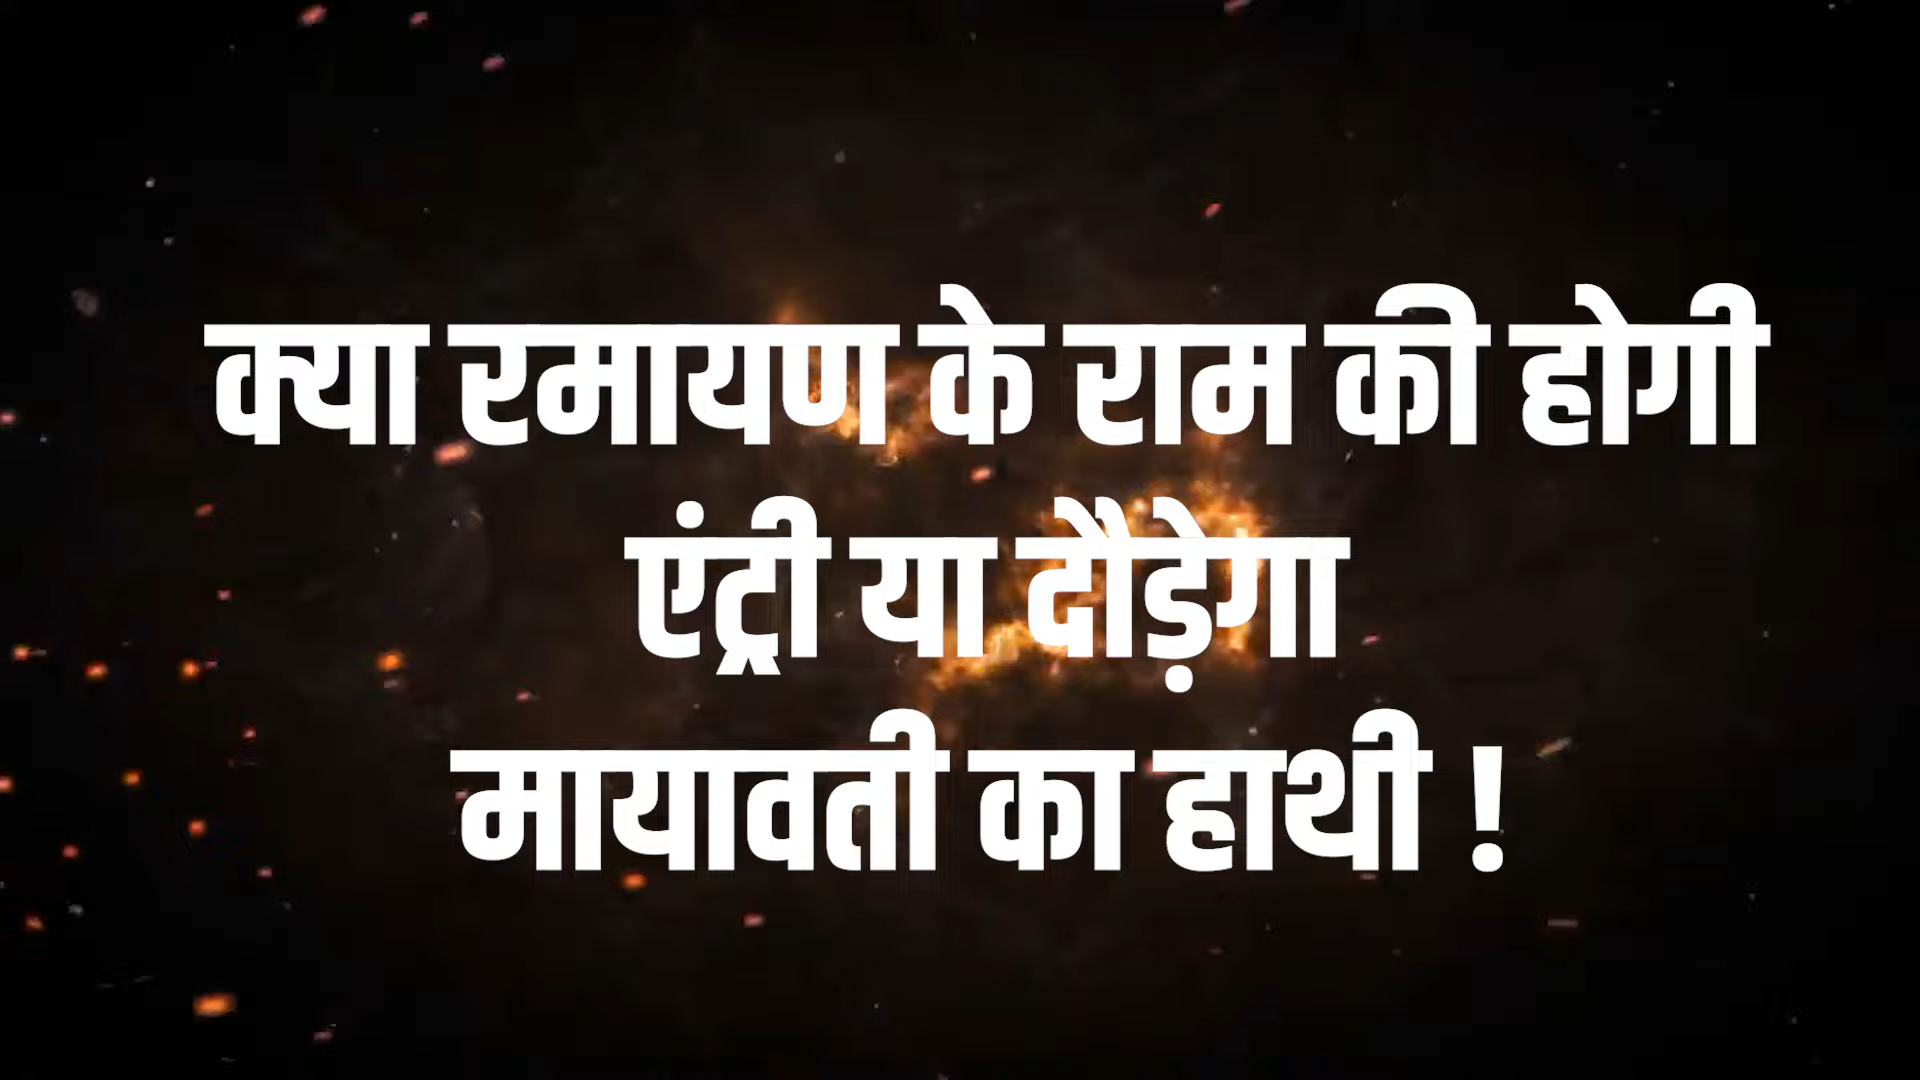 क्या रमायण के राम की होगी
एंट्री या दौड़ेगा
मायावती का हाथी !